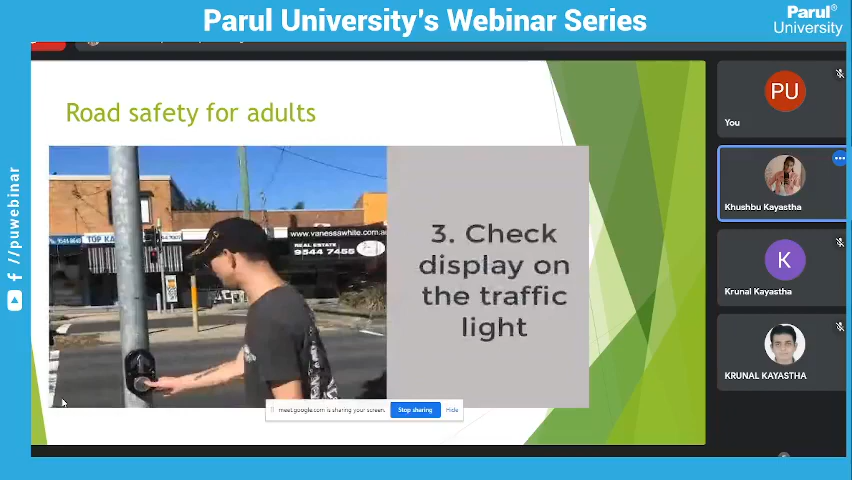 Parul University's Webinar Series
Parul®
University
Road safety for adults
3. Check
display on
the traffic
light
www.vanessswhite.com.au
REAL ESTATE
9544 7455
TOP KA
meet.google.com is sharing your screen.
Stop sharing
Hide
PU
You
Khushbu Kayastha
K
Krunal Kayastha
KRUNAL KAYASTHA
//puwebinar